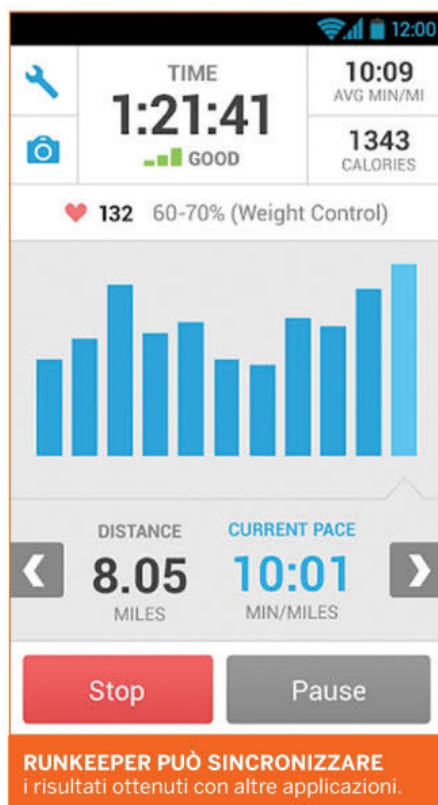 12:00
TIME
1:21:41
GOOD
10:09
AVG MIN/MI
1343
CALORIES
132 60-70% (Weight Control)
DISTANCE
8.05
MILES
CURRENT PACE
10:01
MIN/MILES
Stop
Pause
RUNKEEPER PUÒ SINCRONIZZARE
i risultati ottenuti con altre applicazioni.